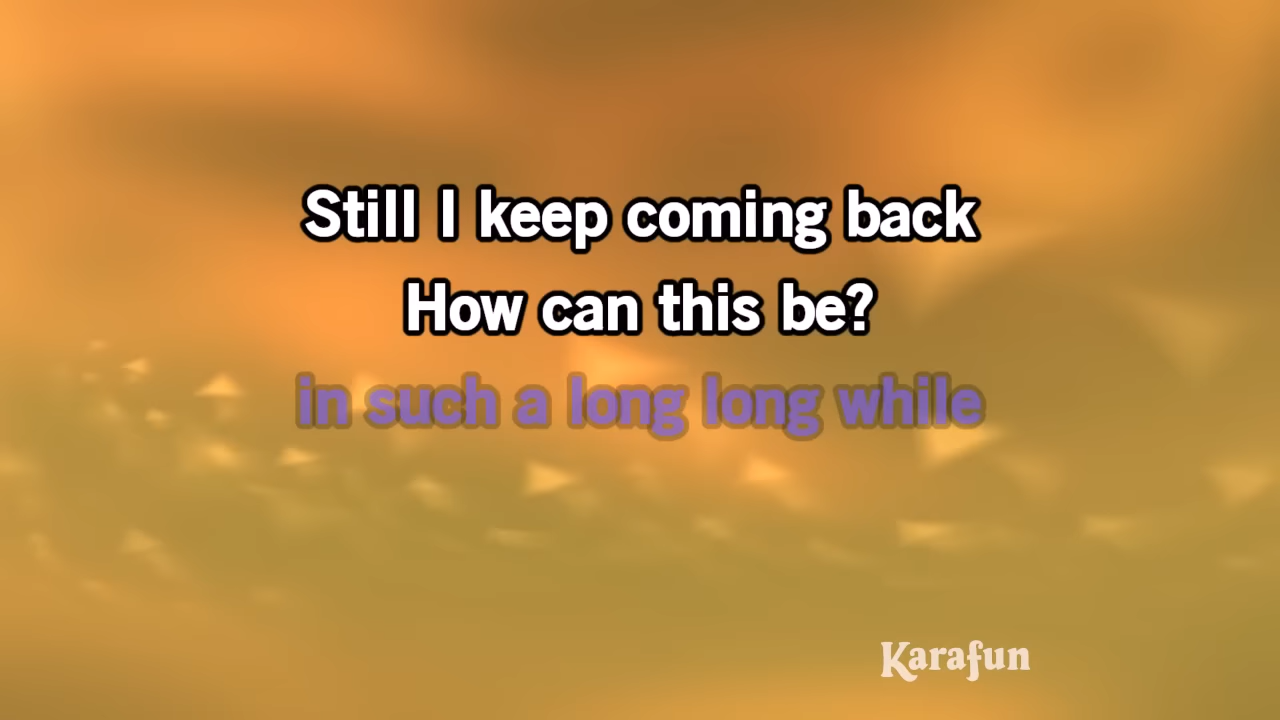 Still I keep coming back
How can this be?
in such a long long while
Karafun